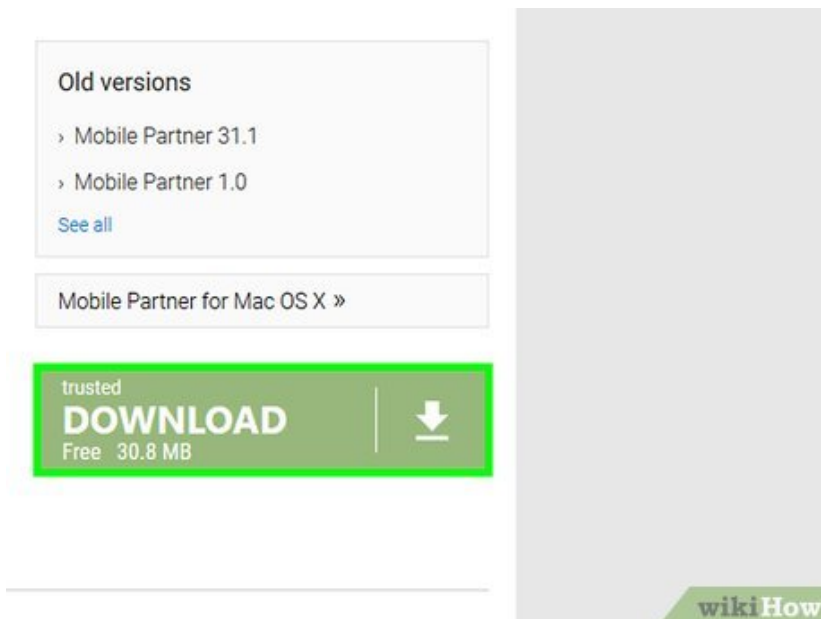 Old versions
› Mobile Partner 31.1
› Mobile Partner 1.0
See all
Mobile Partner for Mac OS X »
trusted
DOWNLOAD
Free 30.8 MB
wikiHow